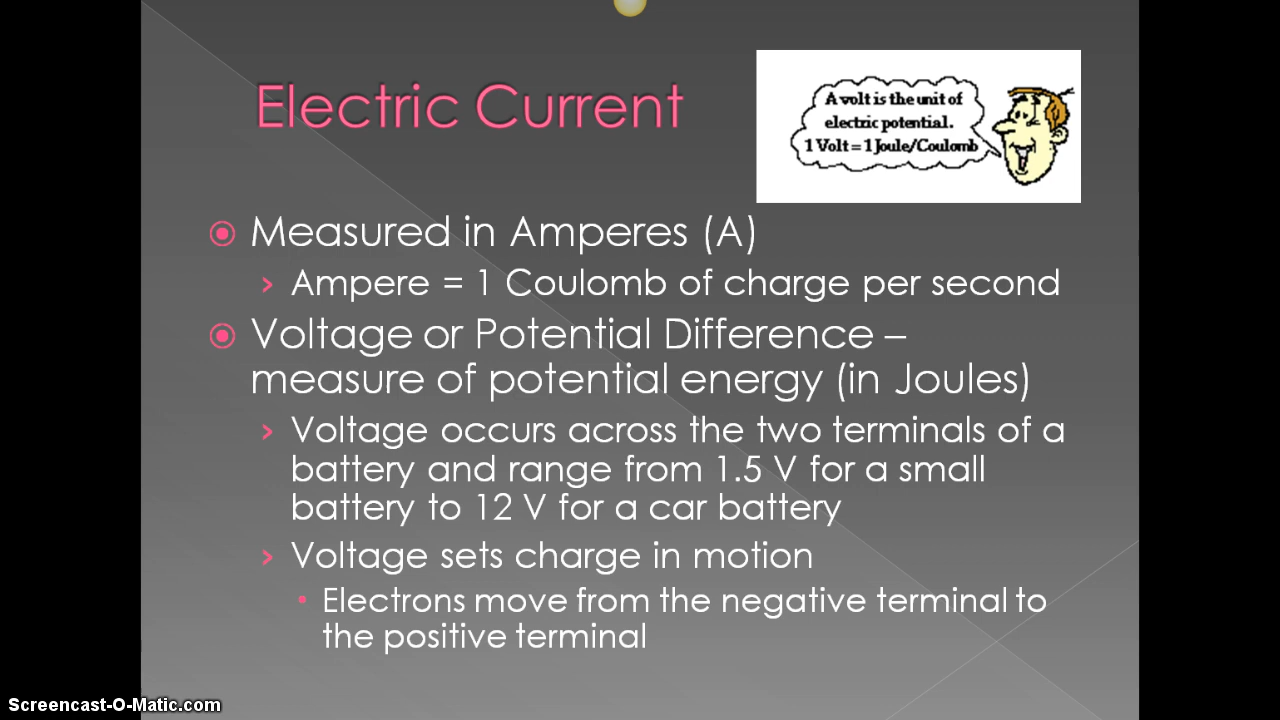 Electric Current
A volt is the unit of
electric potential.
1 Volt = 1 Joule/Coulomb
Measured in Amperes (A)
› Ampere = 1 Coulomb of charge per second
Voltage or Potential Difference –
measure of potential energy (in Joules)
› Voltage occurs across the two terminals of a
battery and range from 1.5 V for a small
battery to 12 V for a car battery
› Voltage sets charge in motion
▪ Electrons move from the negative terminal to
the positive terminal
Screencast-O-Matic.com